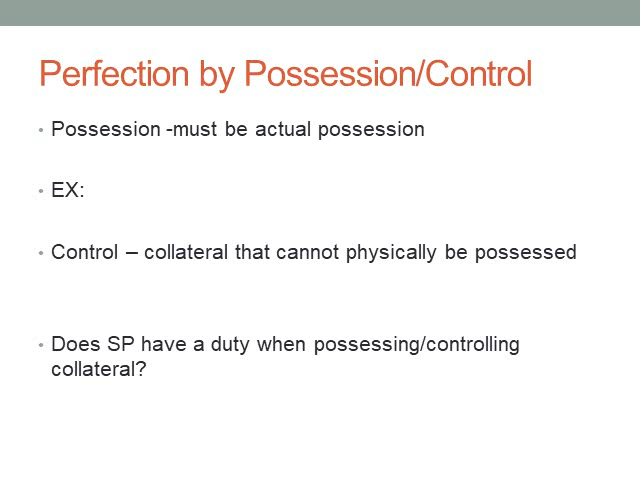 Perfection by Possession/Control
• Possession -must be actual possession
• EX:
• Control – collateral that cannot physically be possessed
• Does SP have a duty when possessing/controlling
collateral?